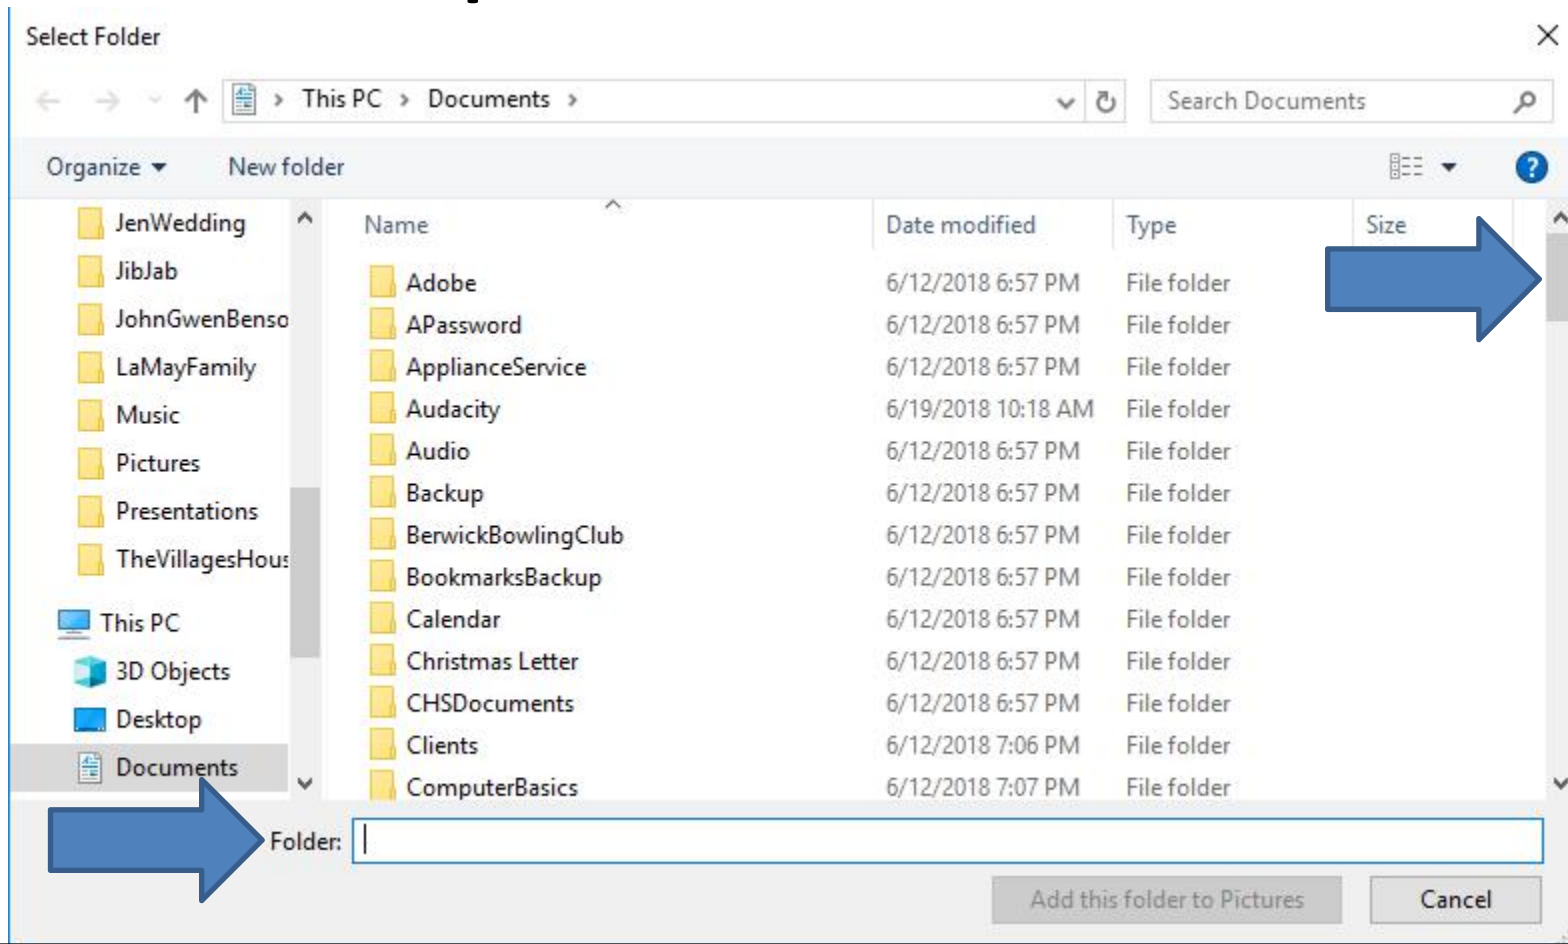 Select Folder
This PC > Documents >
Search Documents
Organize New folder
?
JenWedding
JibJab
JohnGwenBenso
LaMayFamily
Music
Pictures
Presentations
TheVillagesHous
This PC
3D Objects
Desktop
Documents
Name Date modified Type Size
Adobe 6/12/2018 6:57 PM File folder
APassword 6/12/2018 6:57 PM File folder
ApplianceService 6/12/2018 6:57 PM File folder
Audacity 6/19/2018 10:18 AM File folder
Audio 6/12/2018 6:57 PM File folder
Backup 6/12/2018 6:57 PM File folder
BerwickBowlingClub 6/12/2018 6:57 PM File folder
BookmarksBackup 6/12/2018 6:57 PM File folder
Calendar 6/12/2018 6:57 PM File folder
Christmas Letter 6/12/2018 6:57 PM File folder
CHSDocuments 6/12/2018 6:57 PM File folder
Clients 6/12/2018 7:06 PM File folder
ComputerBasics 6/12/2018 7:07 PM File folder
Folder:
Add this folder to Pictures Cancel